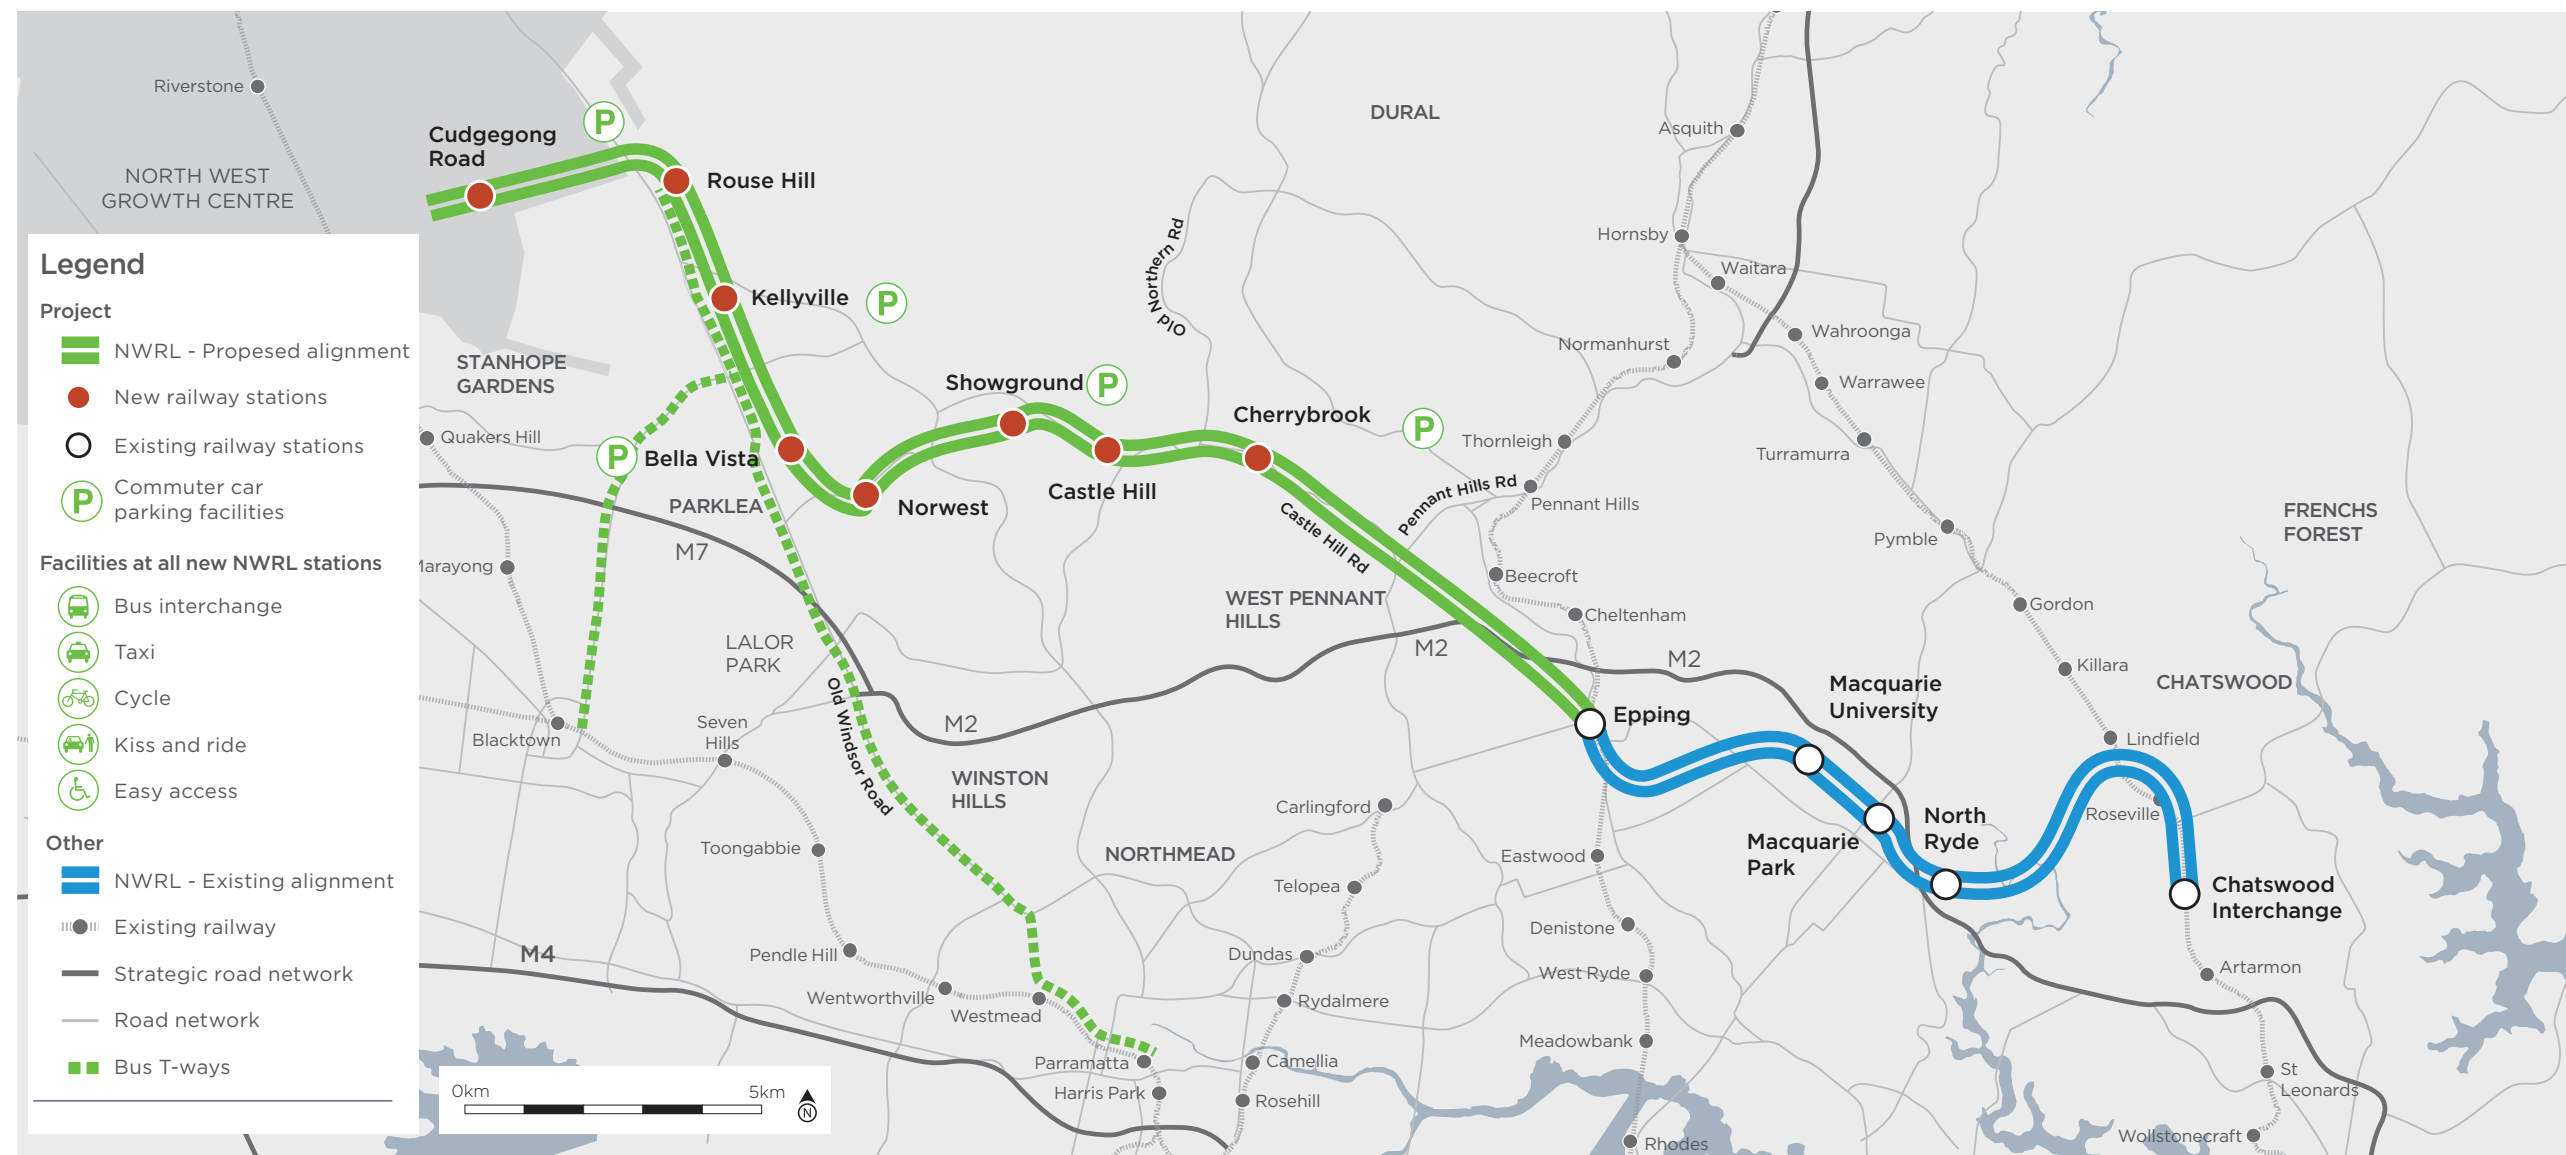 Riverstone
Cudgegong
Road
P
NORTH WEST
GROWTH CENTRE
Rouse Hill
Kellyville
P
STANHOPE
GARDENS
Quakers Hill
P
Bella Vista
PARKLEA
M7
Norwest
Showground
P
Castle Hill
Cherrybrook
P
DURAL
Old Northern Rd
Castle Hill Rd
Pennant Hills Rd
Asquith
Hornsby
Waitara
Normanhurst
Wahroonga
Warrawee
Thornleigh
Turramurra
Pennant Hills
Pymble
Beecroft
Cheltenham
WEST PENNANT
HILLS
FRENCHS
FOREST
Gordon
Killara
CHATSWOOD
Lindfield
Roseville
M2
M2
M2
Macquarie
University
Epping
Macquarie
Park
North
Ryde
Chatswood
Interchange
Artarmon
St
Leonards
Wollstonecraft
arayong
LALOR
PARK
Old Windsor Road
Blacktown
Seven
Hills
WINSTON
HILLS
Toongabbie
NORTHMEAD
Carlingford
Telopea
Dundas
Rydalmere
Camellia
Rosehill
Eastwood
Denistone
West Ryde
Meadowbank
Rhodes
M4
Pendle Hill
Wentworthville
Westmead
Parramatta
Harris Park
Legend
Project
NWRL - Propesed alignment
New railway stations
Existing railway stations
P
Commuter car
parking facilities
Facilities at all new NWRL stations
Bus interchange
Taxi
Cycle
Kiss and ride
Easy access
Other
NWRL - Existing alignment
Existing railway
Strategic road network
Road network
Bus T-ways
0km 5km
N